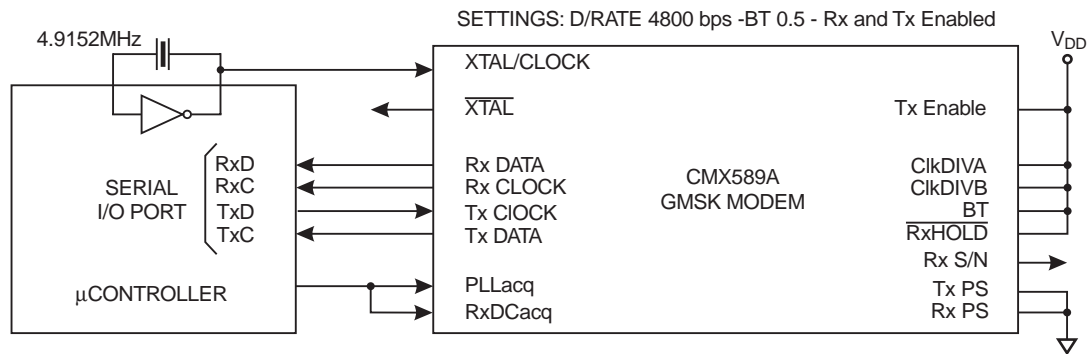 SETTINGS: D/RATE 4800 bps -BT 0.5 - Rx and Tx Enabled
4.9152MHz
VDD
XTAL/CLOCK
XTAL
Tx Enable
RxD
RxC
TxD
TxC
SERIAL
I/O PORT
Rx DATA
Rx CLOCK
Tx ClOCK
Tx DATA
CMX589A
GMSK MODEM
ClkDIVA
ClkDIVB
BT
RxHOLD
Rx S/N
µCONTROLLER
PLLacq
RxDCacq
Tx PS
Rx PS